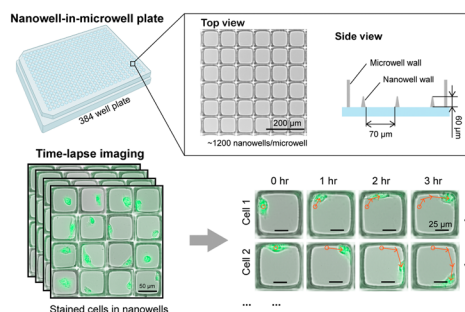 Nanowell-in-microwell plate
384 well plate
Top view
200 μm
~1200 nanowells/microwell
Side view
Microwell wall
Nanowell wall
70 μm
60 μm
Time-lapse imaging
50 μm
Stained cells in nanowells
0 hr
1 hr
2 hr
3 hr
Cell 1
25 μm
Cell 2
... ...